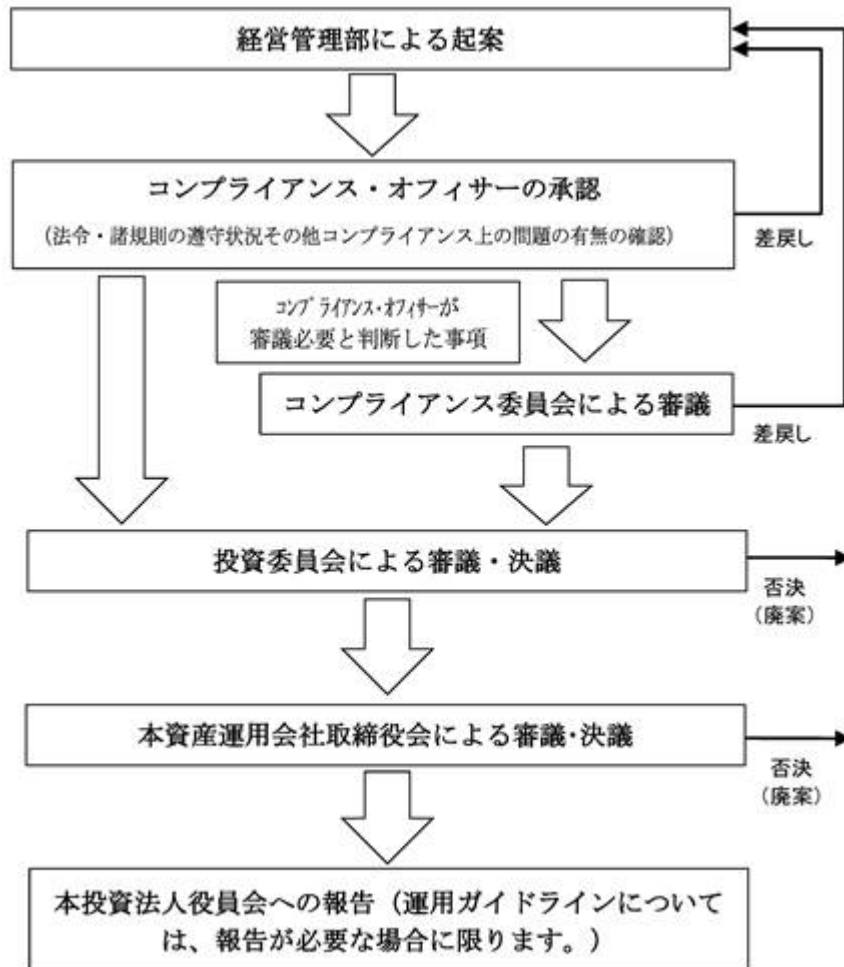 経営管理部による起案
コンプライアンス・オフィサーの承認
（法令・諸規則の遵守状況その他コンプライアンス上の問題の有無の確認）
差戻し
コンプライアンス・オフィサーが
審議必要と判断した事項
コンプライアンス委員会による審議
差戻し
投資委員会による審議・決議
否決
（廃案）
本資産運用会社取締役会による審議・決議
否決
（廃案）
本投資法人役員会への報告（運用ガイドラインについて
は、報告が必要な場合に限ります。）